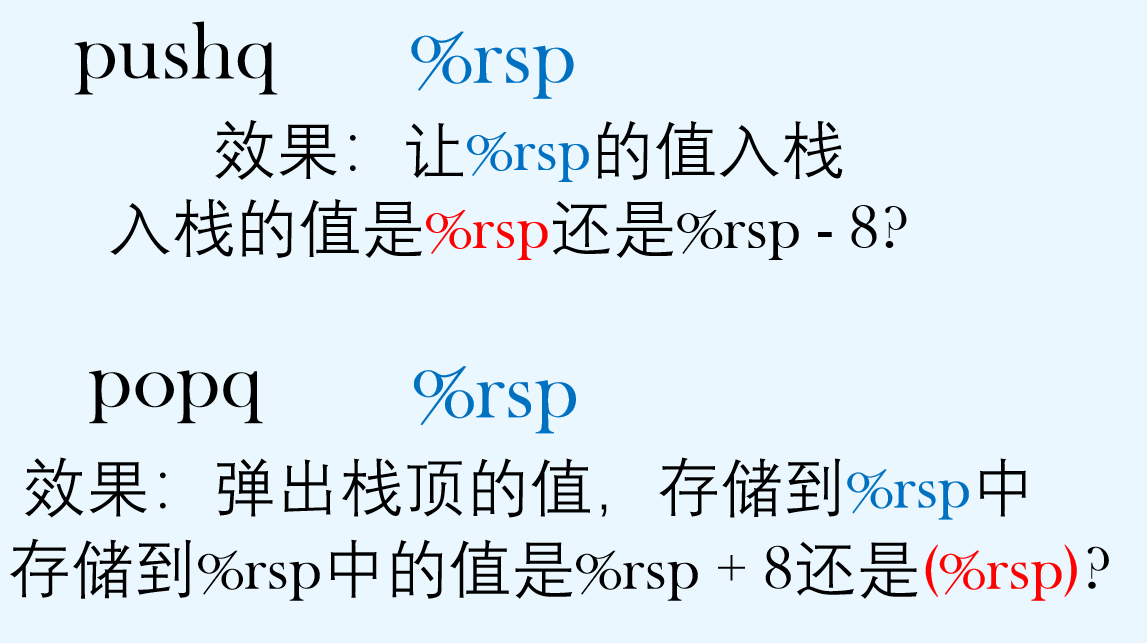 pushq %rsp
效果：让%rsp的值入栈
入栈的值是%rsp还是%rsp - 8?
popq %rsp
效果：弹出栈顶的值，存储到%rsp中
存储到%rsp中的值是%rsp + 8还是(%rsp)?